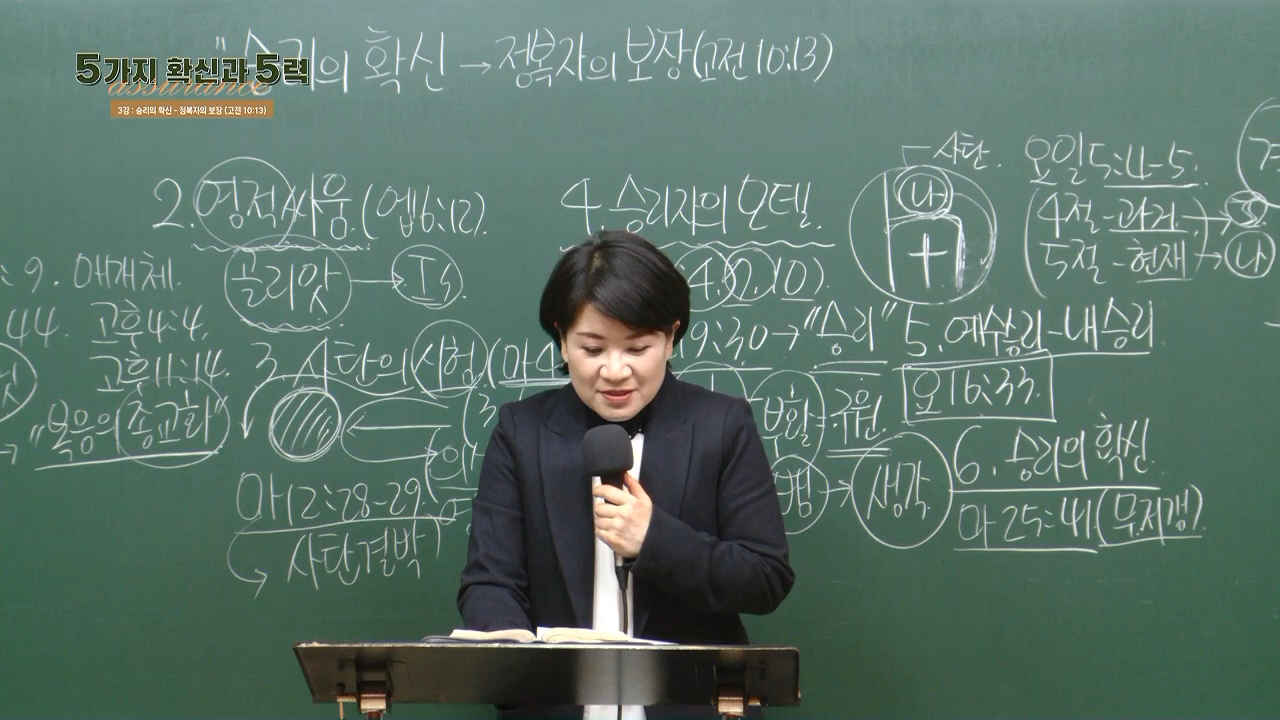 5가지 확신과 5력
assurance
3강 : 승리의 확신 - 정복자의 보장 (고전 10:13)
"승리의 확신 → 정복자의 보장(고전 10:13)
2. 영적싸움.(엡6:12).
골리앗 → I s.
:9. 매개체.
44. 고후4:4.
고후11:14.
→ "복음의 종교화"
3. 사탄의 시험(마4
마12:28-29.
사탄결박
4. 승리자의 모델.
19:30 → "승리"
부활=구원.
생각
사탄.
나
요일5:4-5.
4절-과거 →
5절-현재 → 나
5. 예수승리-내승리
요16:33.
6. 승리의 확신
마25:41(무저갱).